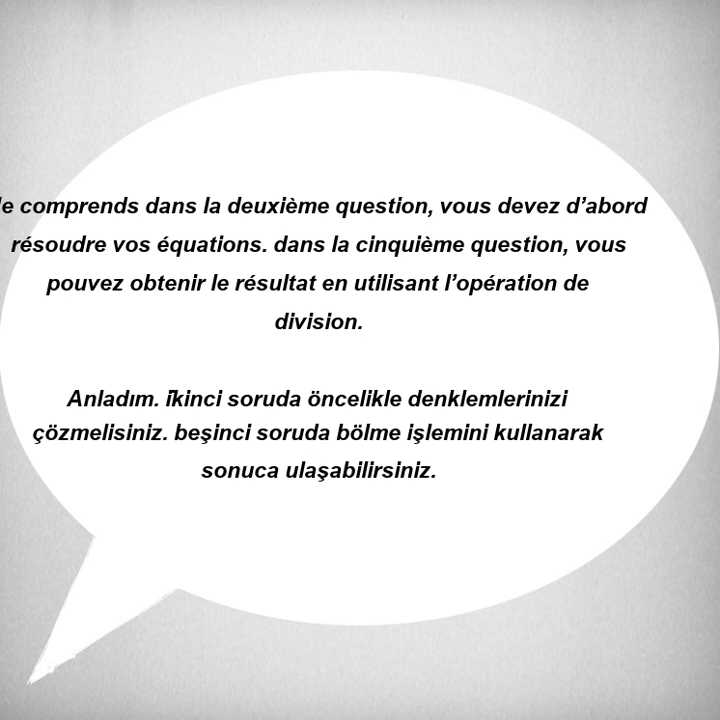 Je comprends dans la deuxième question, vous devez d’abord
résoudre vos équations. dans la cinquième question, vous
pouvez obtenir le résultat en utilisant l’opération de
division.
Anladım. İkinci soruda öncelikle denklemlerinizi
çözmelisiniz. beşinci soruda bölme işlemini kullanarak
sonuca ulaşabilirsiniz.